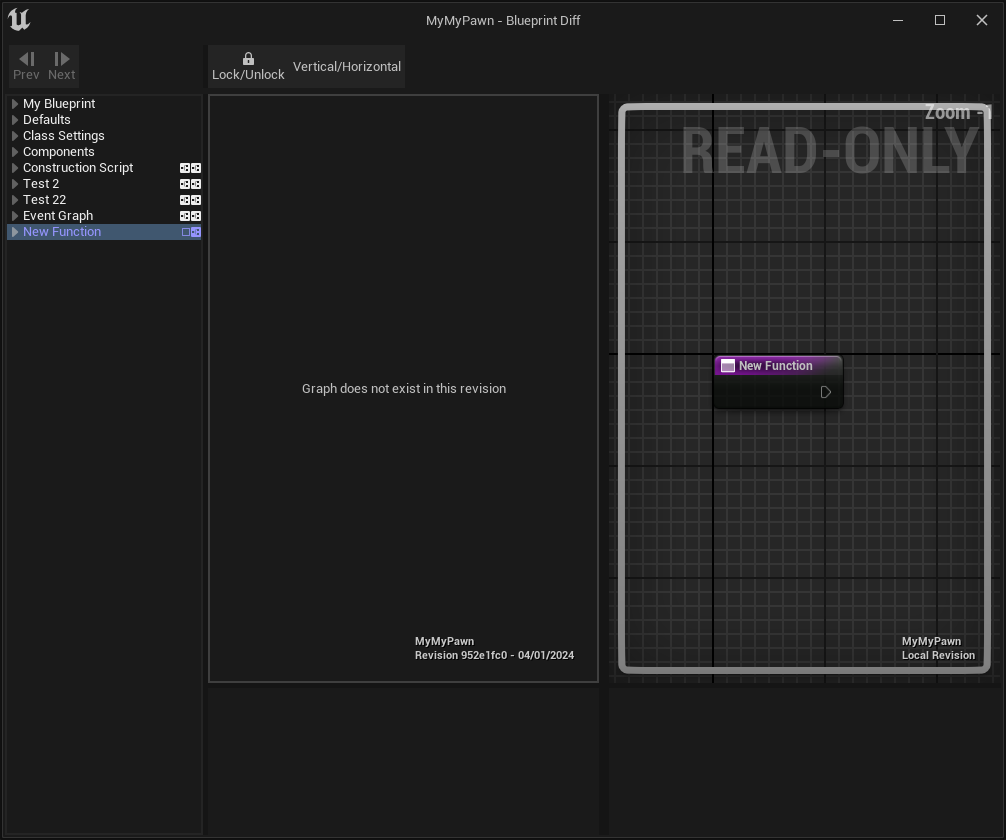 MyMyPawn - Blueprint Diff
Prev Next
Lock/Unlock Vertical/Horizontal
My Blueprint
Defaults
Class Settings
Components
Construction Script
Test 2
Test 22
Event Graph
New Function
Graph does not exist in this revision
MyMyPawn
Revision 952e1fc0 - 04/01/2024
Zoom -1
READ-ONLY
New Function
MyMyPawn
Local Revision